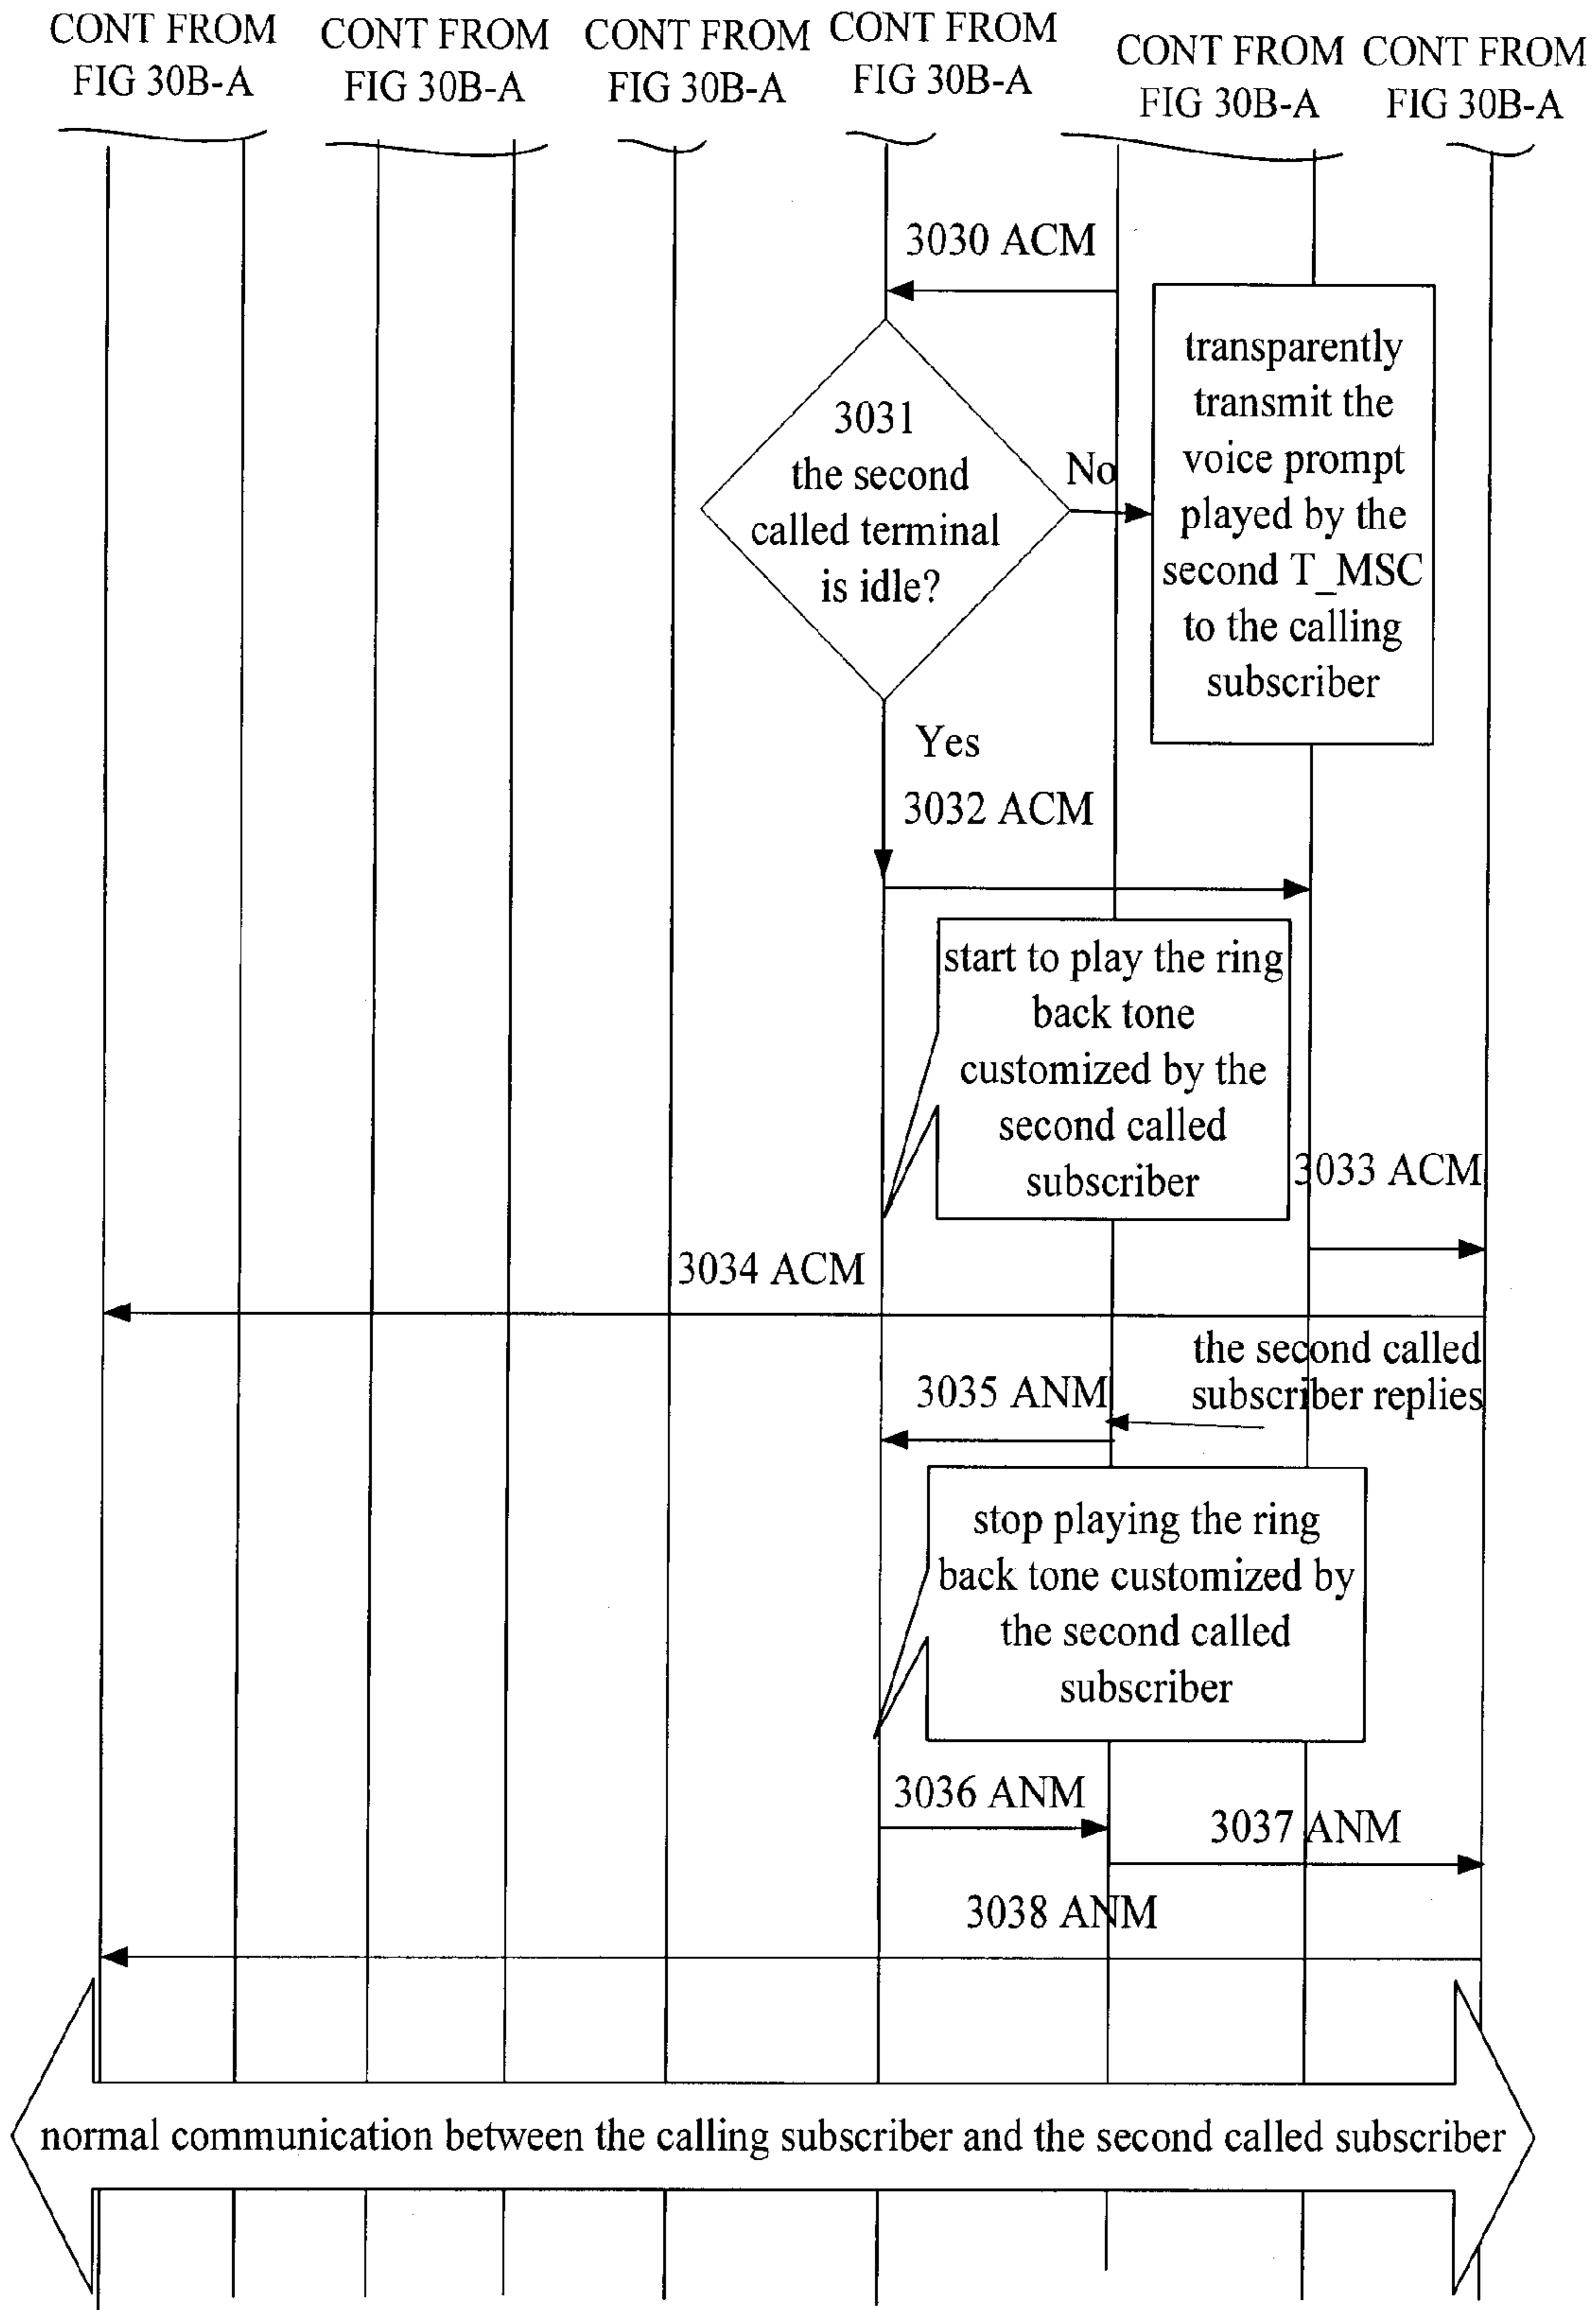 CONT FROM
FIG 30B-A
CONT FROM
FIG 30B-A
CONT FROM
FIG 30B-A
CONT FROM
FIG 30B-A
CONT FROM
FIG 30B-A
CONT FROM
FIG 30B-A
3030 ACM
transparently
transmit the
voice prompt
played by the
second T_MSC
to the calling
subscriber
3031
the second
called terminal
is idle?
No
Yes
3032 ACM
start to play the ring
back tone
customized by the
second called
subscriber
3033 ACM
3034 ACM
the second called
subscriber replies
3035 ANM
stop playing the ring
back tone customized by
the second called
subscriber
3036 ANM
3037 ANM
3038 ANM
normal communication between the calling subscriber and the second called subscriber